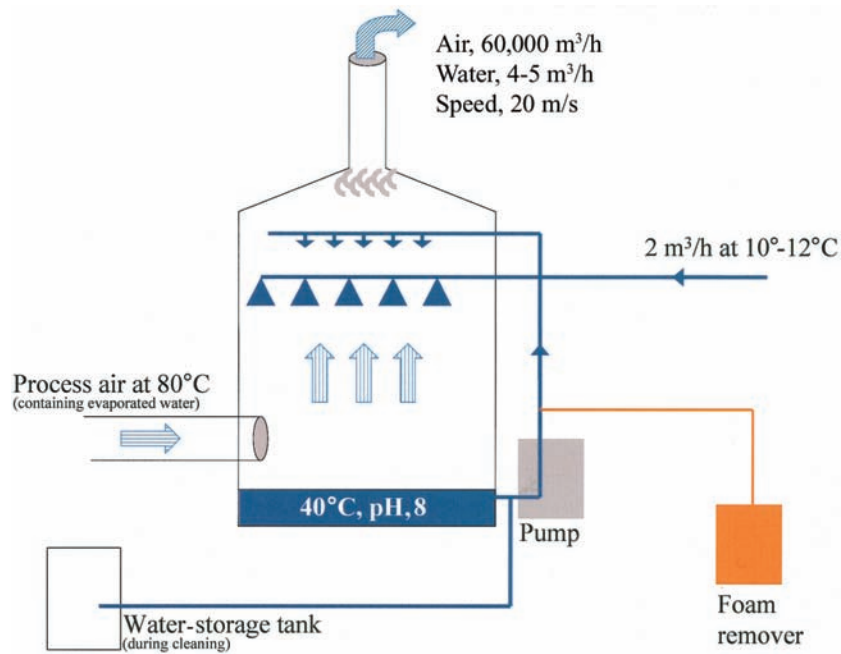 Air, 60,000 m³/h
Water, 4-5 m³/h
Speed, 20 m/s
2 m³/h at 10°-12°C
Process air at 80°C
(containing evaporated water)
40°C, pH, 8
Pump
Water-storage tank
(during cleaning)
Foam
remover